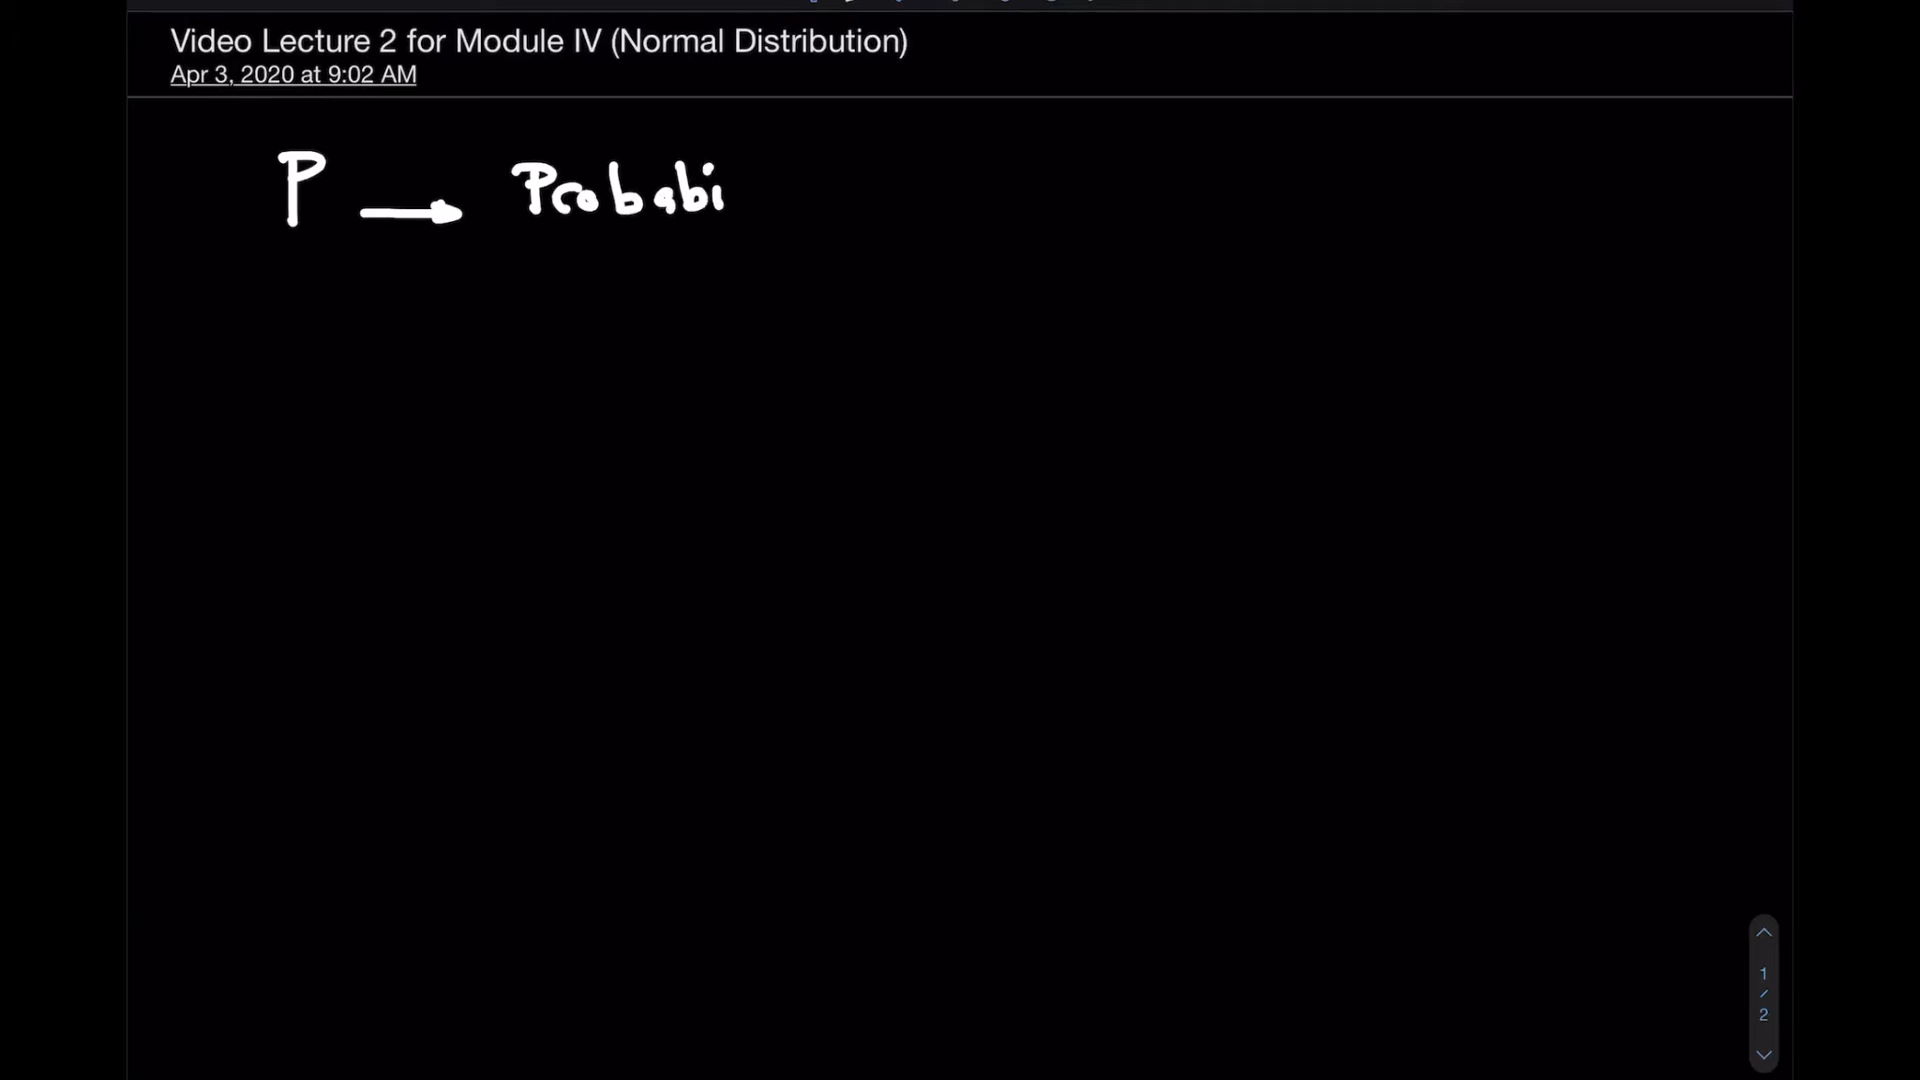 Video Lecture 2 for Module IV (Normal Distribution)
Apr 3, 2020 at 9:02 AM
P → Probabi
1
/
2